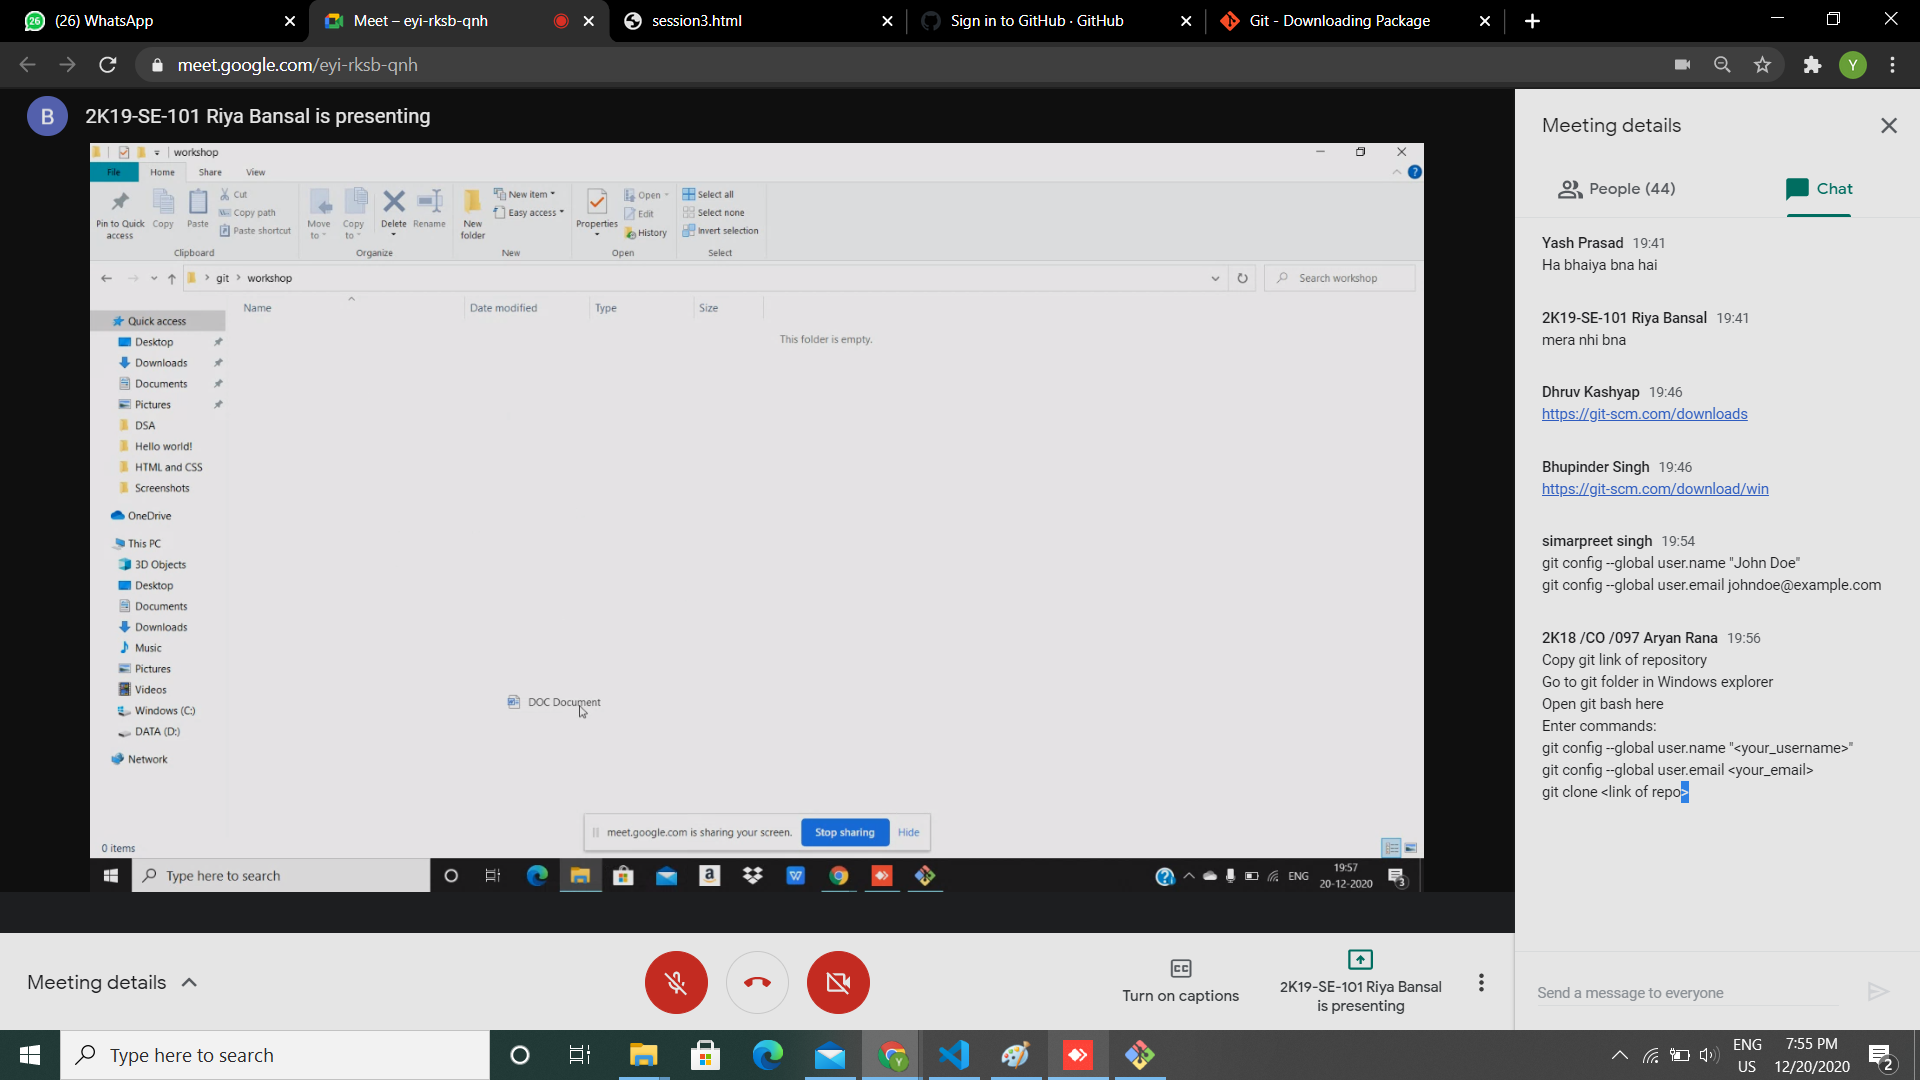 (26) WhatsApp
Meet – eyi-rksb-qnh
session3.html
Sign in to GitHub · GitHub
Git - Downloading Package
meet.google.com/eyi-rksb-qnh
Y
B
2K19-SE-101 Riya Bansal is presenting
workshop
File Home Share View
Pin to Quick access
Copy
Paste
Cut
Copy path
Paste shortcut
Clipboard
Move to
Copy to
Delete
Rename
Organize
New folder
New item
Easy access
New
Properties
Open
Edit
History
Open
Select all
Select none
Invert selection
Select
git > workshop
Search workshop
Name Date modified Type Size
This folder is empty.
Quick access
Desktop
Downloads
Documents
Pictures
DSA
Hello world!
HTML and CSS
Screenshots
OneDrive
This PC
3D Objects
Desktop
Documents
Downloads
Music
Pictures
Videos
Windows (C:)
DATA (D:)
Network
DOC Document
meet.google.com is sharing your screen.
Stop sharing
Hide
0 items
Type here to search
ENG
19:57
20-12-2020
3
Meeting details
People (44)
Chat
Yash Prasad 19:41
Ha bhaiya bna hai
2K19-SE-101 Riya Bansal 19:41
mera nhi bna
Dhruv Kashyap 19:46
https://git-scm.com/downloads
Bhupinder Singh 19:46
https://git-scm.com/download/win
simarpreet singh 19:54
git config --global user.name "John Doe"
git config --global user.email johndoe@example.com
2K18 /CO /097 Aryan Rana 19:56
Copy git link of repository
Go to git folder in Windows explorer
Open git bash here
Enter commands:
git config --global user.name "<your_username>"
git config --global user.email <your_email>
git clone <link of repo>
Send a message to everyone
Meeting details
Turn on captions
2K19-SE-101 Riya Bansal
is presenting
Type here to search
ENG
US
7:55 PM
12/20/2020
2